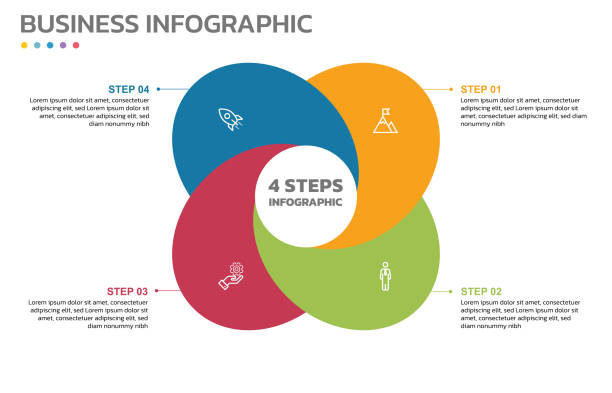 BUSINESS INFOGRAPHIC
STEP 04
Lorem ipsum dolor sit amet, consectetuer
adipiscing elit, sed Lorem ipsum dolor sit
amet, consectetuer adipiscing elit, sed
diam nonummy nibh
STEP 01
Lorem ipsum dolor sit amet, consectetuer
adipiscing elit, sed Lorem ipsum dolor sit amet,
consectetuer adipiscing elit, sed diam
nonummy nibh
4 STEPS
INFOGRAPHIC
STEP 03
Lorem ipsum dolor sit amet, consectetuer
adipiscing elit, sed Lorem ipsum dolor sit
amet, consectetuer adipiscing elit, sed
diam nonummy nibh
STEP 02
Lorem ipsum dolor sit amet, consectetuer
adipiscing elit, sed Lorem ipsum dolor sit
amet, consectetuer adipiscing elit, sed diam
nonummy nibh